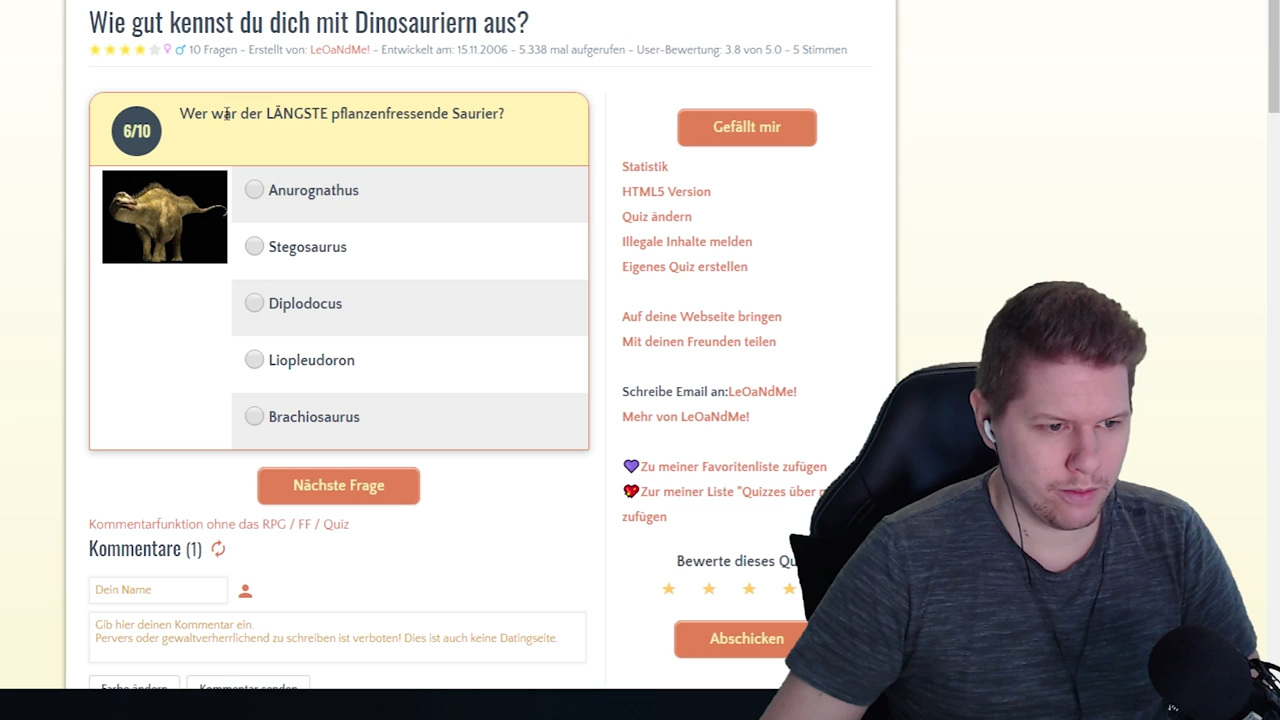 Wie gut kennst du dich mit Dinosauriern aus?
10 Fragen - Erstellt von: LeOaNdMe! - Entwickelt am: 15.11.2006 - 5.338 mal aufgerufen - User-Bewertung: 3.8 von 5.0 - 5 Stimmen
6/10
Wer war der LÄNGSTE pflanzenfressende Saurier?
Anurognathus
Stegosaurus
Diplodocus
Liopleudoron
Brachiosaurus
Nächste Frage
Kommentarfunktion ohne das RPG / FF / Quiz
Kommentare (1)
Dein Name
Gib hier deinen Kommentar ein.
Pervers oder gewaltverherrlichend zu schreiben ist verboten! Dies ist auch keine Datingseite.
Farbe ändern Kommentar senden
Gefällt mir
Statistik
HTML5 Version
Quiz ändern
Illegale Inhalte melden
Eigenes Quiz erstellen
Auf deine Webseite bringen
Mit deinen Freunden teilen
Schreibe Email an:LeOaNdMe!
Mehr von LeOaNdMe!
Zu meiner Favoritenliste zufügen
Zur meiner Liste "Quizzes über
zufügen
Bewerte dieses
Abschicken